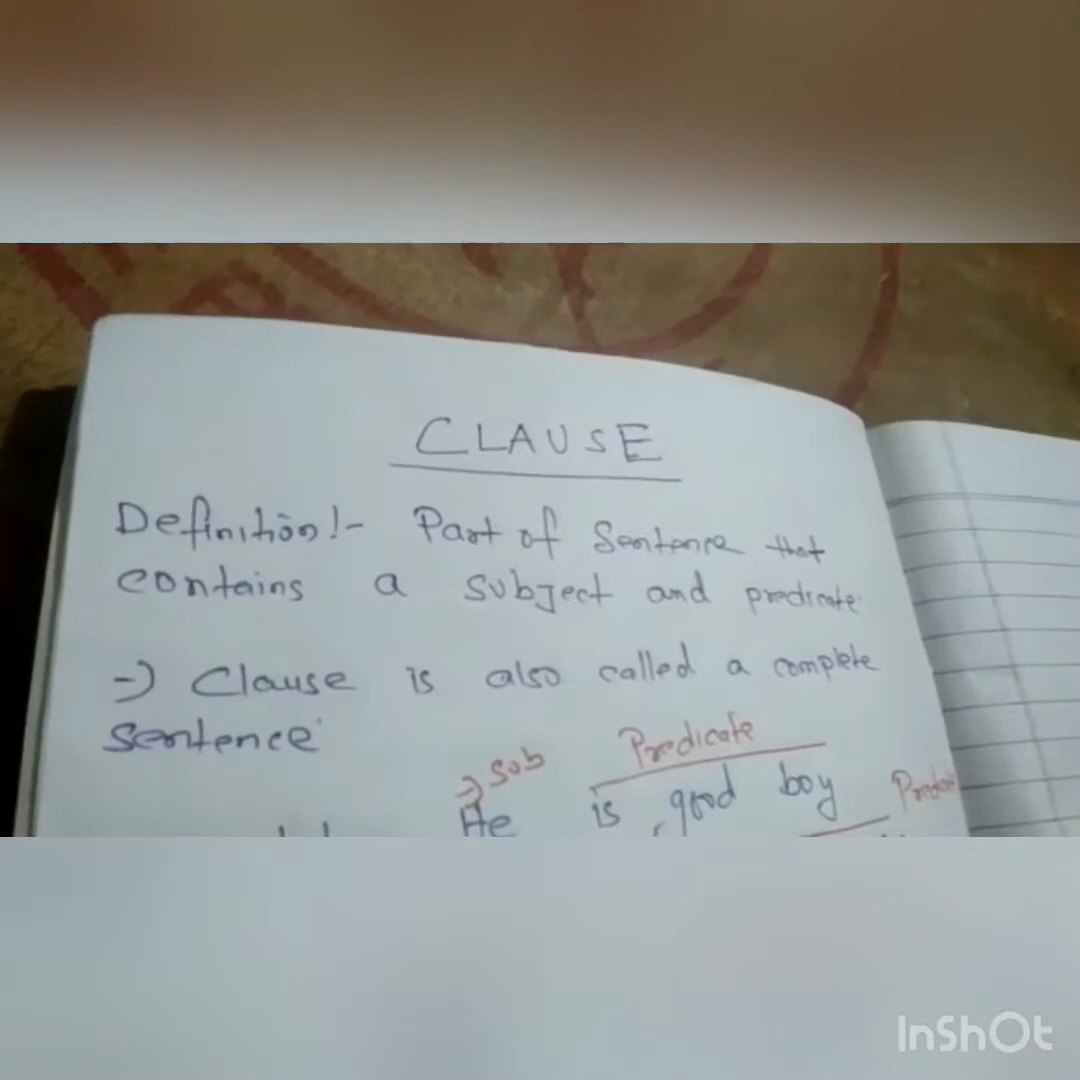 CLAUSE
Definition:- Part of Sentence that
contains a subject and predicate.
-) Clause is also called a complete
sentence.
-) sub Predicate
He is good boy
InShOt